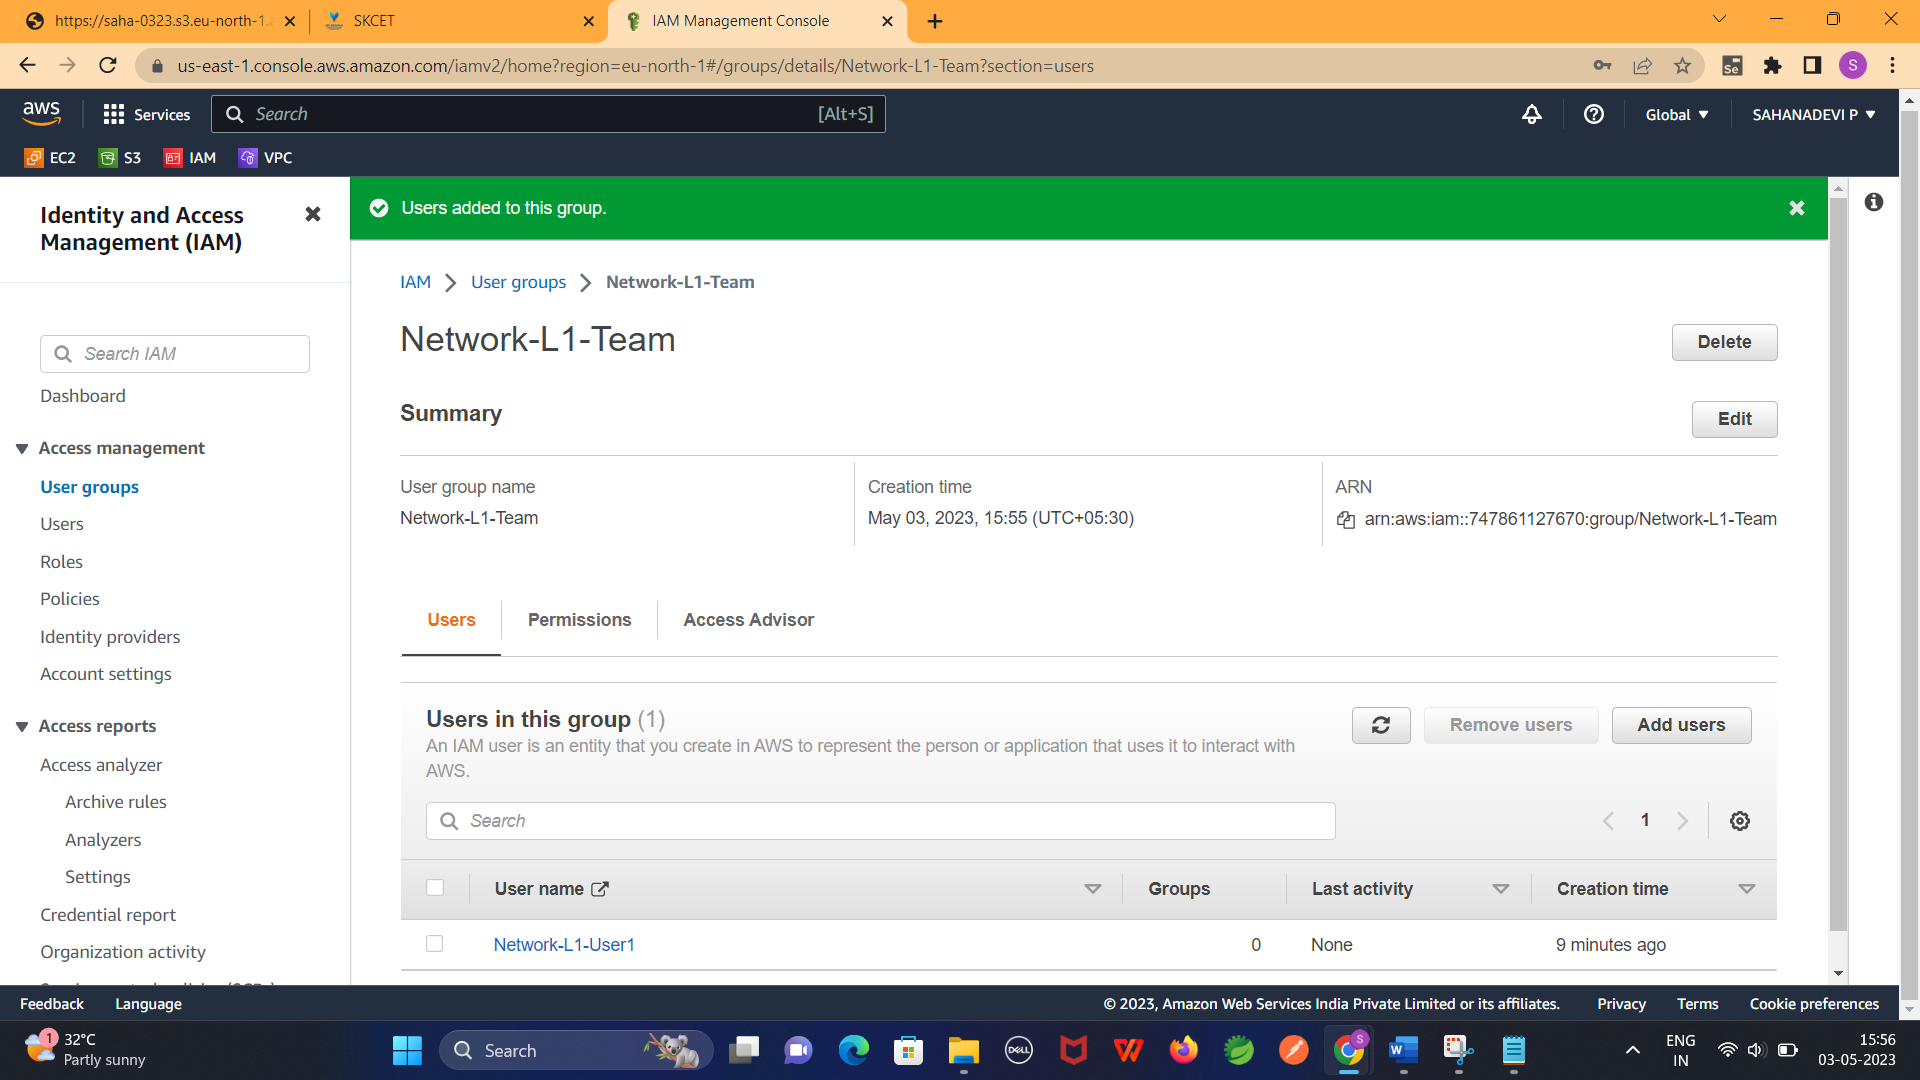 https://saha-0323.s3.eu-north-1.a
SKCET
IAM Management Console
us-east-1.console.aws.amazon.com/iamv2/home?region=eu-north-1#/groups/details/Network-L1-Team?section=users
Se
S
aws
Services
Search
[Alt+S]
Global
SAHANADEVI P
EC2
S3
IAM
VPC
Identity and Access
Management (IAM)
Search IAM
Dashboard
Access management
User groups
Users
Roles
Policies
Identity providers
Account settings
Access reports
Access analyzer
Archive rules
Analyzers
Settings
Credential report
Organization activity
Users added to this group.
IAM
User groups
Network-L1-Team
Network-L1-Team
Delete
Summary
Edit
User group name
Network-L1-Team
Creation time
May 03, 2023, 15:55 (UTC+05:30)
ARN
arn:aws:iam::747861127670:group/Network-L1-Team
Users
Permissions
Access Advisor
Users in this group (1)
An IAM user is an entity that you create in AWS to represent the person or application that uses it to interact with
AWS.
Remove users
Add users
Search
1
User name
Groups
Last activity
Creation time
Network-L1-User1
0
None
9 minutes ago
Feedback
Language
© 2023, Amazon Web Services India Private Limited or its affiliates.
Privacy
Terms
Cookie preferences
1
32°C
Partly sunny
Search
DELL
S
W
ENG
IN
15:56
03-05-2023